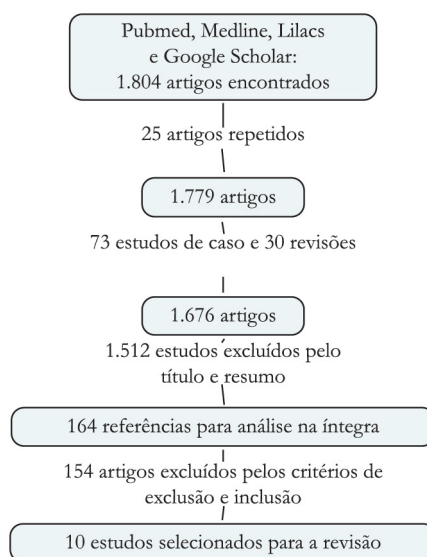 Pubmed, Medline, Lilacs
e Google Scholar:
1.804 artigos encontrados
25 artigos repetidos
1.779 artigos
73 estudos de caso e 30 revisões
1.676 artigos
1.512 estudos excluídos pelo
título e resumo
164 referências para análise na íntegra
154 artigos excluídos pelos critérios de
exclusão e inclusão
10 estudos selecionados para a revisão